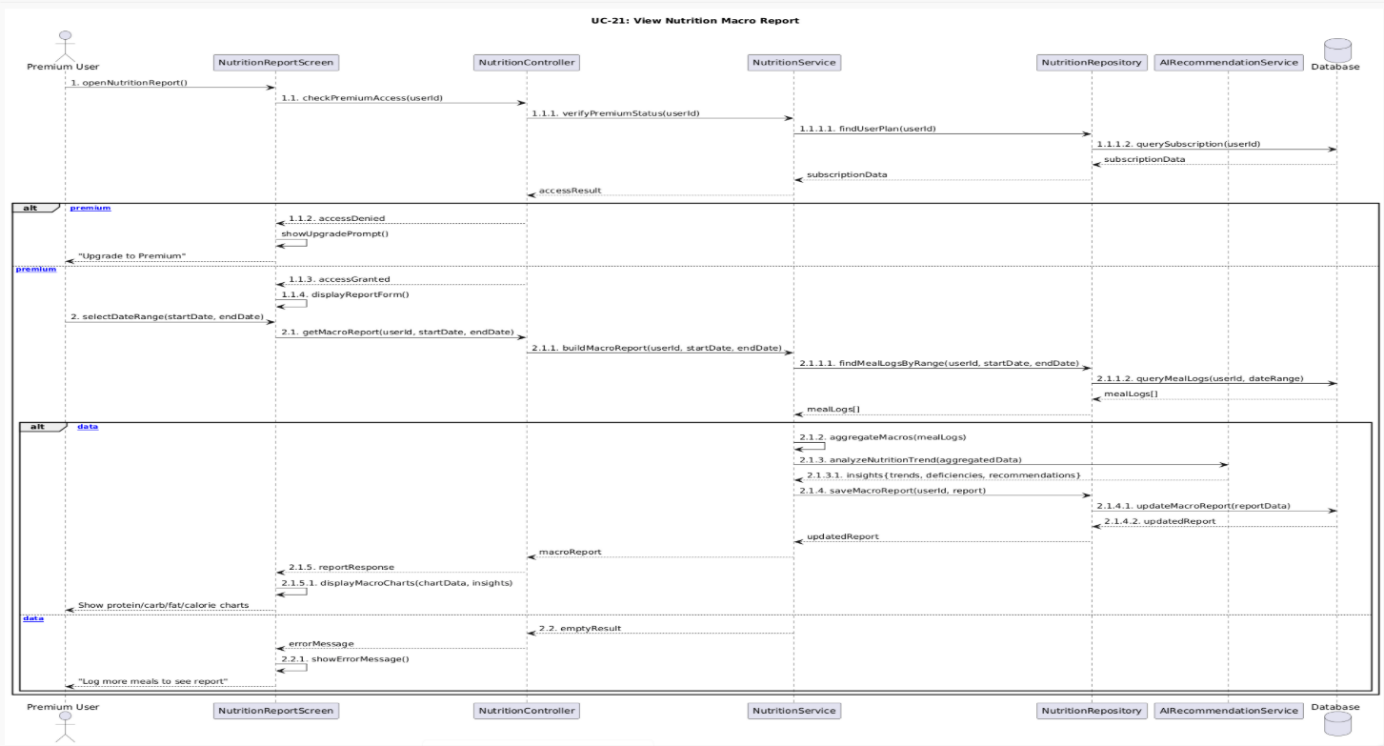 UC-21: View Nutrition Macro Report
Premium User
NutritionReportScreen
NutritionController
NutritionService
NutritionRepository
AIRecommendationService
Database
1. openNutritionReport()
1.1. checkPremiumAccess(userId)
1.1.1. verifyPremiumStatus(userId)
1.1.1.1. findUserPlan(userId)
1.1.1.2. querySubscription(userId)
subscriptionData
subscriptionData
accessResult
alt
premium
1.1.2. accessDenied
showUpgradePrompt()
"Upgrade to Premium"
premium
1.1.3. accessGranted
1.1.4. displayReportForm()
2. selectDateRange(startDate, endDate)
2.1. getMacroReport(userId, startDate, endDate)
2.1.1. buildMacroReport(userId, startDate, endDate)
2.1.1.1. findMealLogsByRange(userId, startDate, endDate)
2.1.1.2. queryMealLogs(userId, dateRange)
mealLogs[]
mealLogs[]
alt
data
2.1.2. aggregateMacros(mealLogs)
2.1.3. analyzeNutritionTrend(aggregatedData)
2.1.3.1. insights{trends, deficiencies, recommendations}
2.1.4. saveMacroReport(userId, report)
2.1.4.1. updateMacroReport(reportData)
2.1.4.2. updatedReport
updatedReport
macroReport
2.1.5. reportResponse
2.1.5.1. displayMacroCharts(chartData, insights)
Show protein/carb/fat/calorie charts
data
2.2. emptyResult
errorMessage
2.2.1. showErrorMessage()
"Log more meals to see report"
Premium User
NutritionReportScreen
NutritionController
NutritionService
NutritionRepository
AIRecommendationService
Database